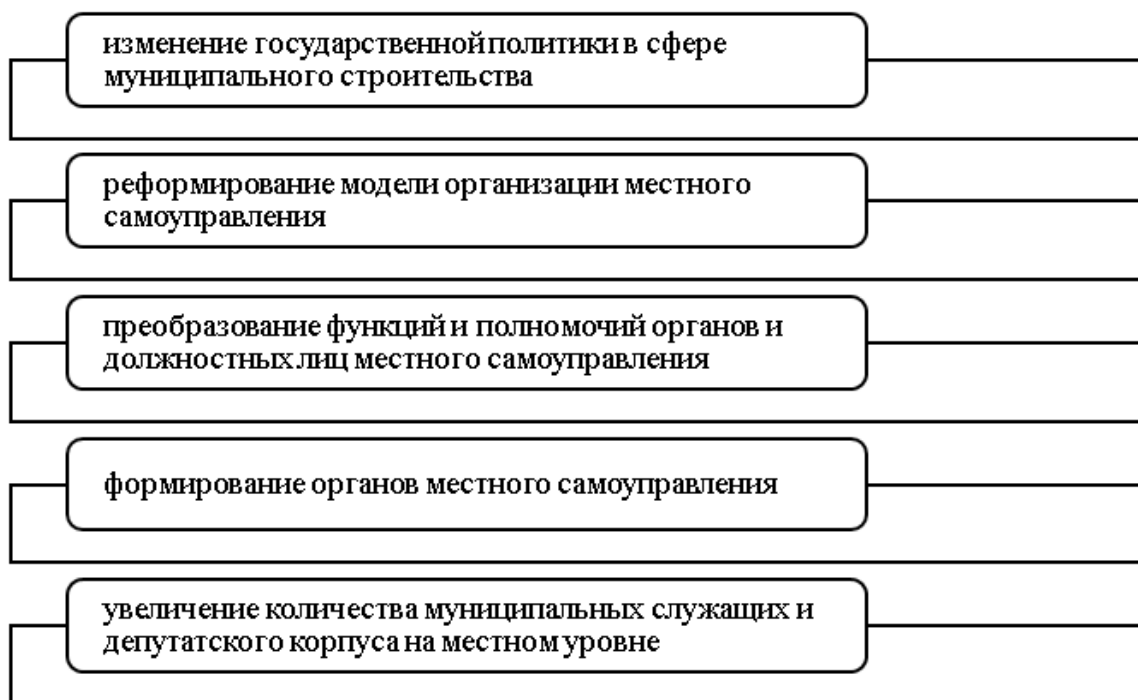 изменение государственной политики в сфере
муниципального строительства
реформирование модели организации местного
самоуправления
преобразование функций и полномочий органов и
должностных лиц местного самоуправления
формирование органов местного самоуправления
увеличение количества муниципальных служащих и
депутатского корпуса на местном уровне